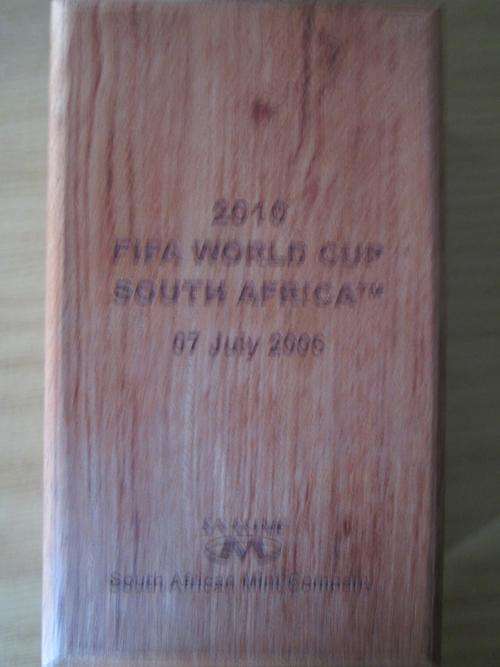 2010
FIFA WORLD CUP
SOUTH AFRICA™
07 July 2006
South African Mint Company